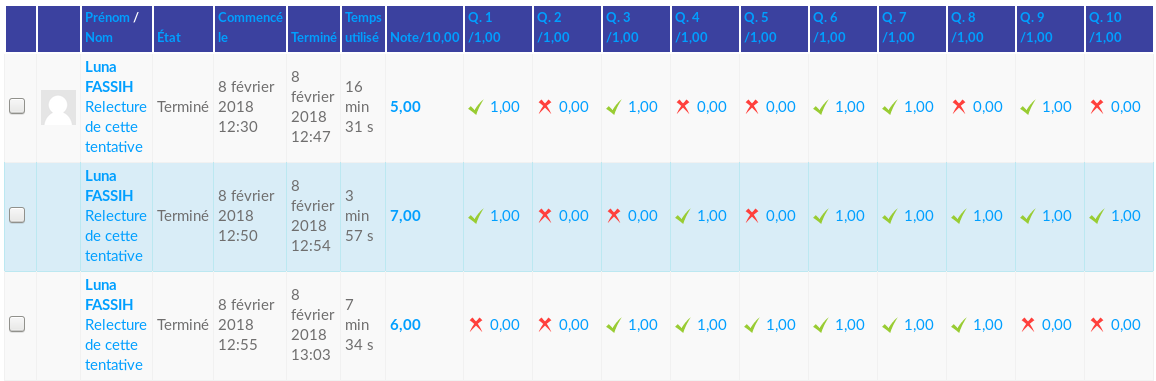 Prénom / Nom État Commencé le Terminé Temps utilisé Note/10,00 Q. 1 /1,00 Q. 2 /1,00 Q. 3 /1,00 Q. 4 /1,00 Q. 5 /1,00 Q. 6 /1,00 Q. 7 /1,00 Q. 8 /1,00 Q. 9 /1,00 Q. 10 /1,00
Luna FASSIH Relecture de cette tentative Terminé 8 février 2018 12:30 8 février 2018 12:47 16 min 31 s 5,00 1,00 0,00 1,00 0,00 0,00 1,00 1,00 0,00 1,00 0,00
Luna FASSIH Relecture de cette tentative Terminé 8 février 2018 12:50 8 février 2018 12:54 3 min 57 s 7,00 1,00 0,00 0,00 1,00 0,00 1,00 1,00 1,00 1,00 1,00
Luna FASSIH Relecture de cette tentative Terminé 8 février 2018 12:55 8 février 2018 13:03 7 min 34 s 6,00 0,00 0,00 1,00 1,00 1,00 1,00 1,00 1,00 0,00 0,00